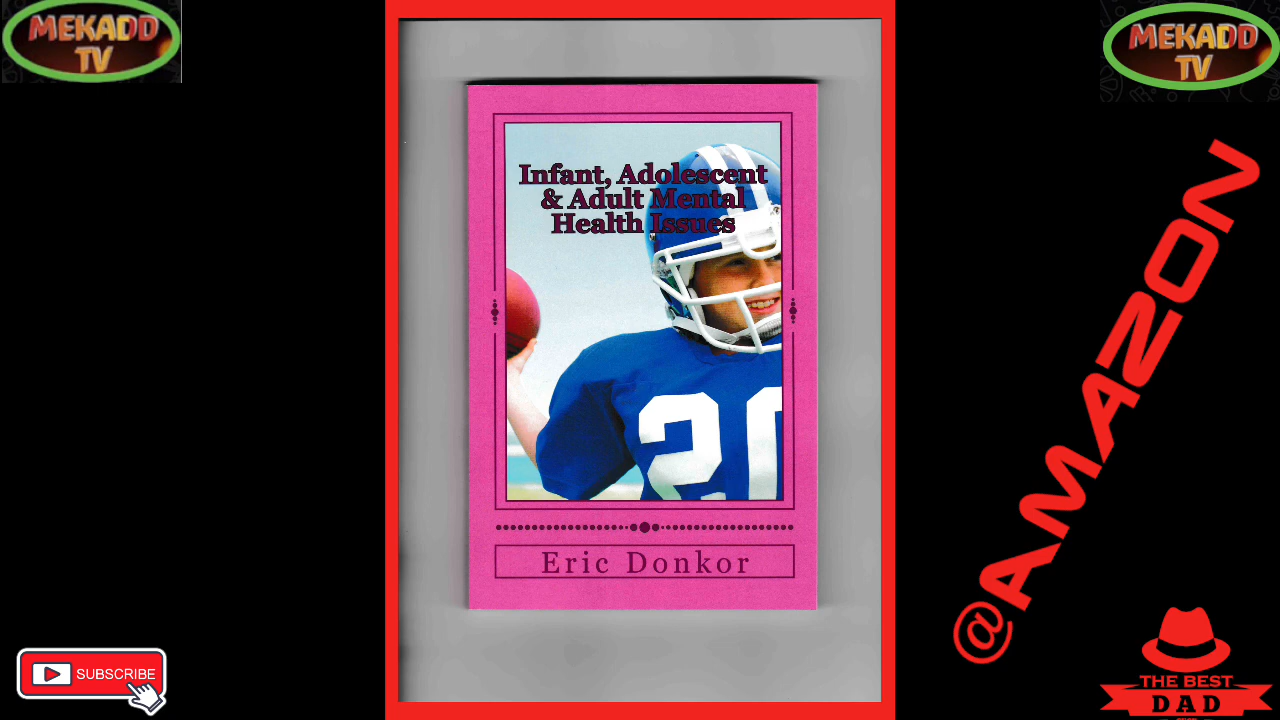 MEKADD
TV
MEKADD
TV
Infant, Adolescent
& Adult Mental
Health Issues
20
Eric Donkor
@AMAZON
SUBSCRIBE
THE BEST
DAD